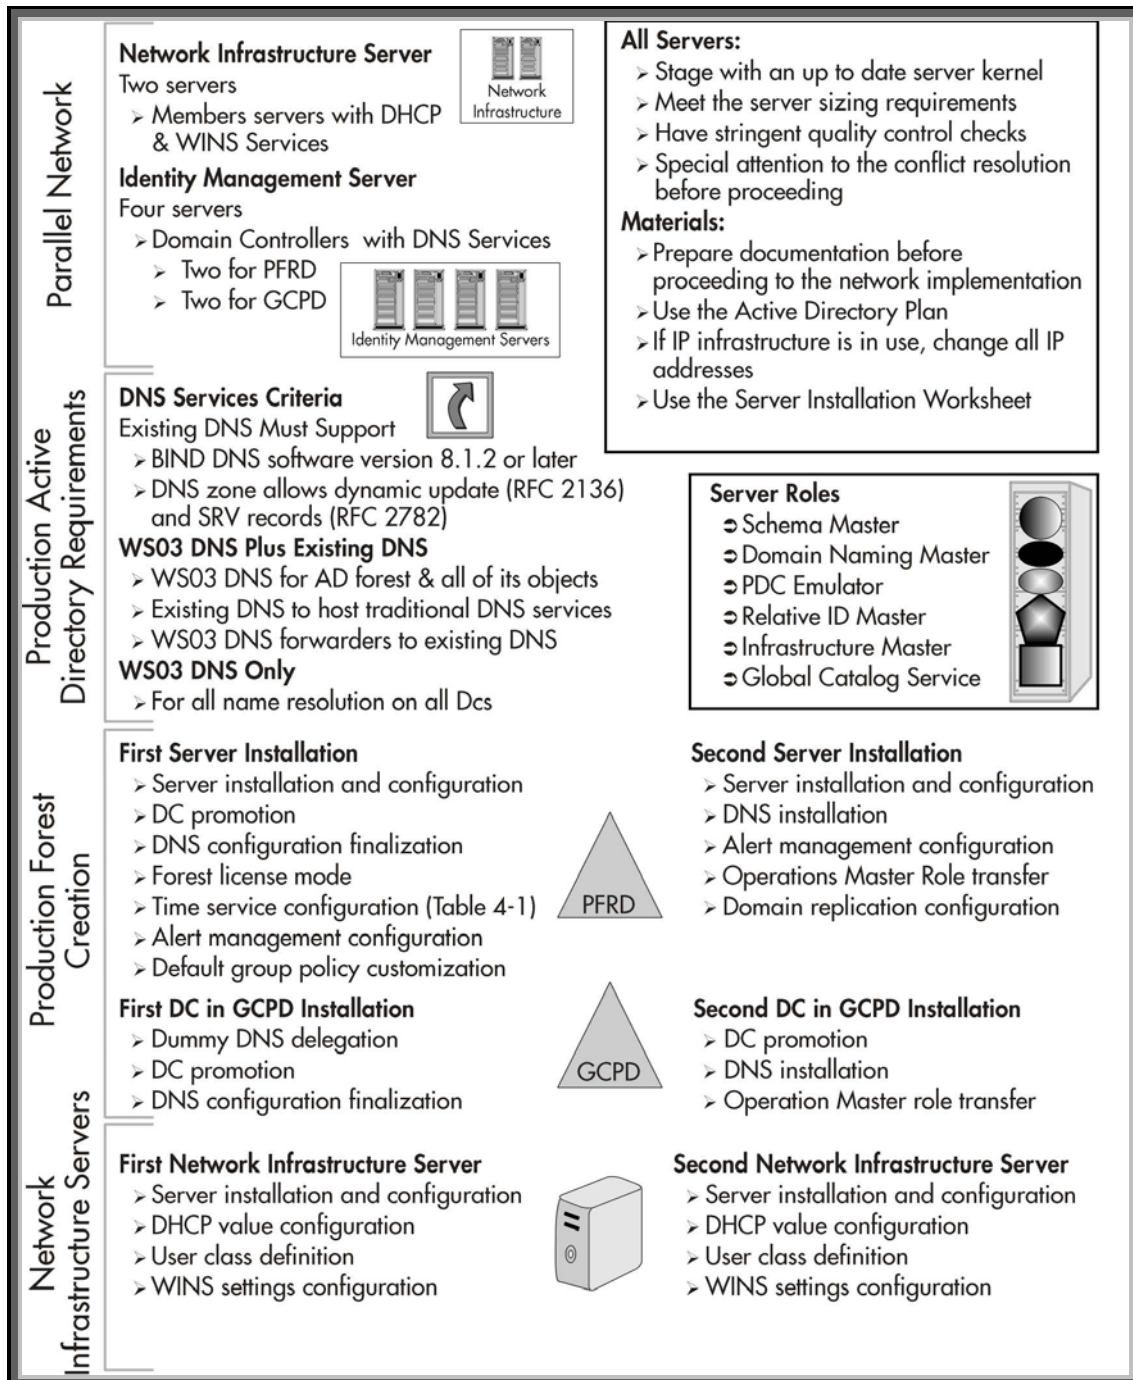 Parallel Network
Network Infrastructure Server
Two servers
➢ Members servers with DHCP
& WINS Services
Network
Infrastructure
Identity Management Server
Four servers
➢ Domain Controllers with DNS Services
➢ Two for PFRD
➢ Two for GCPD
Identity Management Servers
All Servers:
➢ Stage with an up to date server kernel
➢ Meet the server sizing requirements
➢ Have stringent quality control checks
➢ Special attention to the conflict resolution
before proceeding
Materials:
➢ Prepare documentation before
proceeding to the network implementation
➢ Use the Active Directory Plan
➢ If IP infrastructure is in use, change all IP
addresses
➢ Use the Server Installation Worksheet
Production Active
Directory Requirements
DNS Services Criteria
Existing DNS Must Support
➢ BIND DNS software version 8.1.2 or later
➢ DNS zone allows dynamic update (RFC 2136)
and SRV records (RFC 2782)
WS03 DNS Plus Existing DNS
➢ WS03 DNS for AD forest & all of its objects
➢ Existing DNS to host traditional DNS services
➢ WS03 DNS forwarders to existing DNS
WS03 DNS Only
➢ For all name resolution on all Dcs
Server Roles
➲ Schema Master
➲ Domain Naming Master
➲ PDC Emulator
➲ Relative ID Master
➲ Infrastructure Master
➲ Global Catalog Service
Production Forest
Creation
First Server Installation
➢ Server installation and configuration
➢ DC promotion
➢ DNS configuration finalization
➢ Forest license mode
➢ Time service configuration (Table 4-1)
➢ Alert management configuration
➢ Default group policy customization
PFRD
Second Server Installation
➢ Server installation and configuration
➢ DNS installation
➢ Alert management configuration
➢ Operations Master Role transfer
➢ Domain replication configuration
First DC in GCPD Installation
➢ Dummy DNS delegation
➢ DC promotion
➢ DNS configuration finalization
GCPD
Second DC in GCPD Installation
➢ DC promotion
➢ DNS installation
➢ Operation Master role transfer
Network
Infrastructure Servers
First Network Infrastructure Server
➢ Server installation and configuration
➢ DHCP value configuration
➢ User class definition
➢ WINS settings configuration
Second Network Infrastructure Server
➢ Server installation and configuration
➢ DHCP value configuration
➢ User class definition
➢ WINS settings configuration